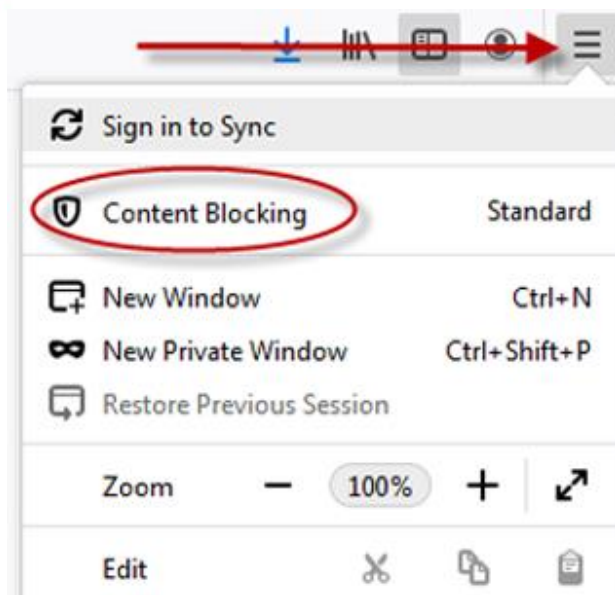 Sign in to Sync
Content Blocking Standard
New Window Ctrl+N
New Private Window Ctrl+Shift+P
Restore Previous Session
Zoom − 100% +
Edit